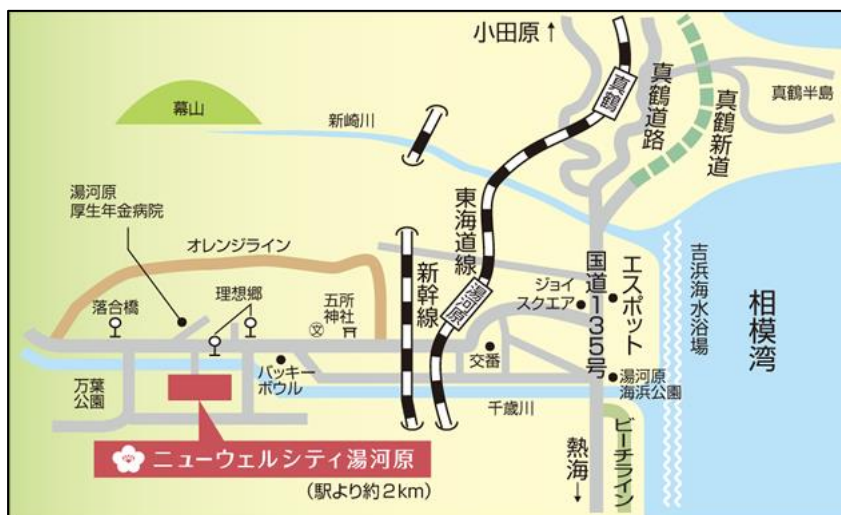 小田原↑
幕山
新崎川
真鶴
真鶴道路
真鶴新道
真鶴半島
湯河原
厚生年金病院
オレンジライン
東海道線
新幹線
湯河原
国道135号
ジョイ
スクエア
エスポット
吉浜海水浴場
相模湾
落合橋
理想郷
五所
神社
文
バッキー
ボウル
交番
湯河原
海浜公園
万葉
公園
千歳川
熱海
↓
ビーチライン
ニューウェルシティ湯河原
(駅より約2km)